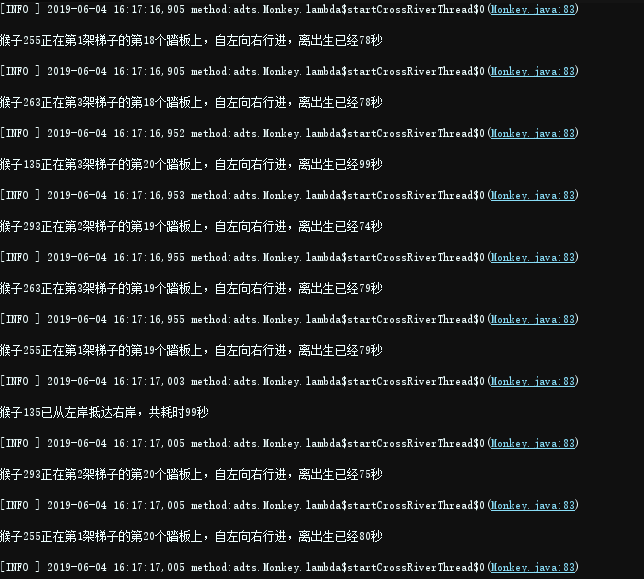 [INFO ] 2019-06-04 16:17:16,905 method:adts.Monkey.lambda$startCrossRiverThread$0(Monkey.java:83)
猴子255正在第1架梯子的第18个踏板上，自左向右行进，离出生已经78秒
[INFO ] 2019-06-04 16:17:16,905 method:adts.Monkey.lambda$startCrossRiverThread$0(Monkey.java:83)
猴子263正在第3架梯子的第18个踏板上，自左向右行进，离出生已经78秒
[INFO ] 2019-06-04 16:17:16,952 method:adts.Monkey.lambda$startCrossRiverThread$0(Monkey.java:83)
猴子135正在第3架梯子的第20个踏板上，自左向右行进，离出生已经99秒
[INFO ] 2019-06-04 16:17:16,953 method:adts.Monkey.lambda$startCrossRiverThread$0(Monkey.java:83)
猴子293正在第2架梯子的第19个踏板上，自左向右行进，离出生已经74秒
[INFO ] 2019-06-04 16:17:16,955 method:adts.Monkey.lambda$startCrossRiverThread$0(Monkey.java:83)
猴子263正在第3架梯子的第19个踏板上，自左向右行进，离出生已经79秒
[INFO ] 2019-06-04 16:17:16,955 method:adts.Monkey.lambda$startCrossRiverThread$0(Monkey.java:83)
猴子255正在第1架梯子的第19个踏板上，自左向右行进，离出生已经79秒
[INFO ] 2019-06-04 16:17:17,003 method:adts.Monkey.lambda$startCrossRiverThread$0(Monkey.java:83)
猴子135已从左岸抵达右岸，共耗时99秒
[INFO ] 2019-06-04 16:17:17,005 method:adts.Monkey.lambda$startCrossRiverThread$0(Monkey.java:83)
猴子293正在第2架梯子的第20个踏板上，自左向右行进，离出生已经75秒
[INFO ] 2019-06-04 16:17:17,005 method:adts.Monkey.lambda$startCrossRiverThread$0(Monkey.java:83)
猴子255正在第1架梯子的第20个踏板上，自左向右行进，离出生已经80秒
[INFO ] 2019-06-04 16:17:17,005 method:adts.Monkey.lambda$startCrossRiverThread$0(Monkey.java:83)